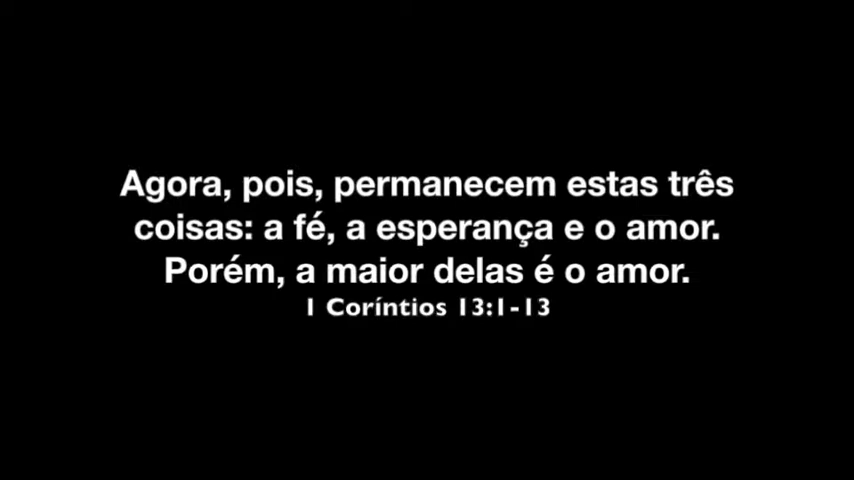 Agora, pois, permanecem estas três
coisas: a fé, a esperança e o amor.
Porém, a maior delas é o amor.
1 Coríntios 13:1-13